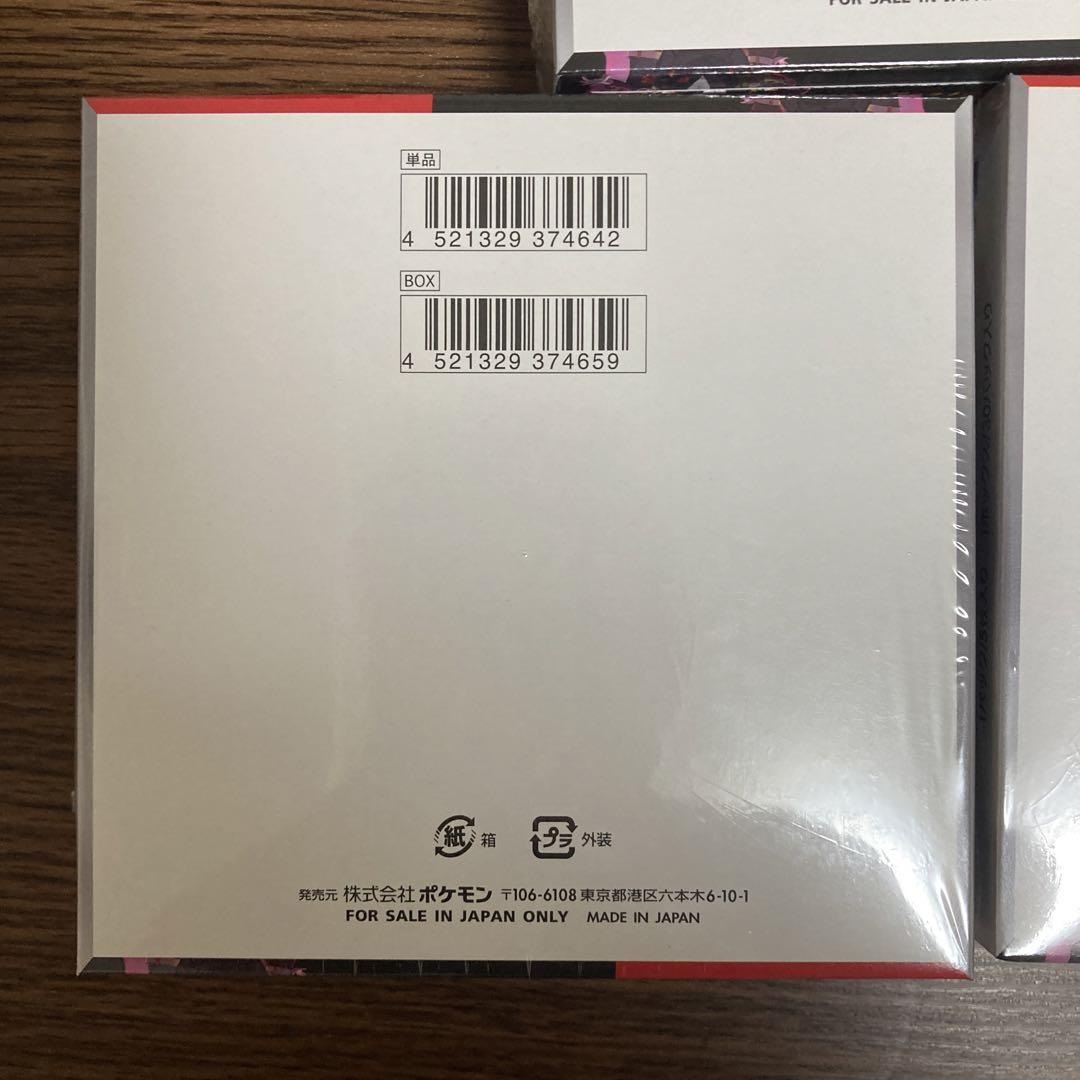 FOR SALE IN JAPAN
単品
4 521329 374642
BOX
4 521329 374659
紙 箱 プラ 外装
発売元 株式会社 ポケモン 〒106-6108 東京都港区六本木6-10-1
FOR SALE IN JAPAN ONLY MADE IN JAPAN